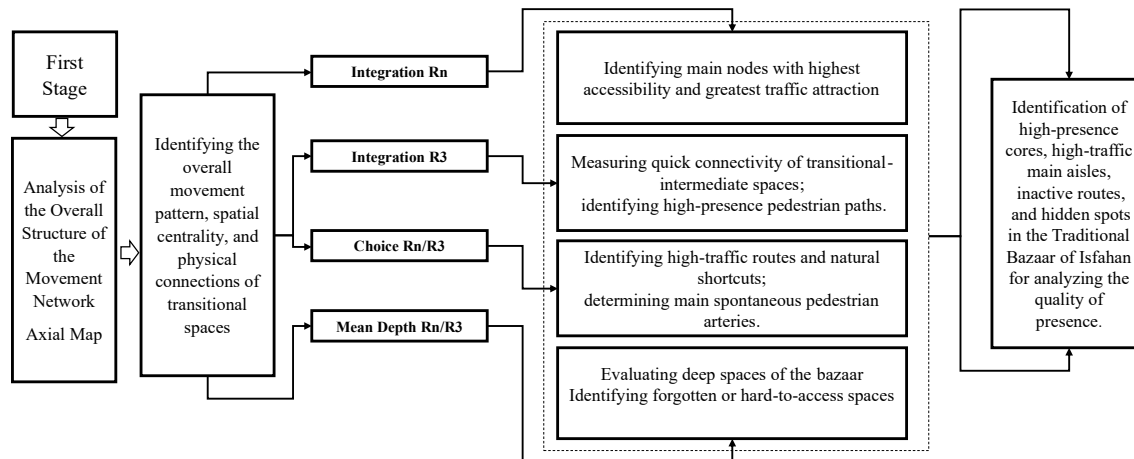 First
Stage
Analysis of
the Overall
Structure of
the
Movement
Network
Axial Map
Identifying the
overall
movement
pattern, spatial
centrality, and
physical
connections of
transitional
spaces
Integration Rn
Integration R3
Choice Rn/R3
Mean Depth Rn/R3
Identifying main nodes with highest
accessibility and greatest traffic attraction
Measuring quick connectivity of transitional-
intermediate spaces;
identifying high-presence pedestrian paths.
Identifying high-traffic routes and natural
shortcuts;
determining main spontaneous pedestrian
arteries.
Evaluating deep spaces of the bazaar
Identifying forgotten or hard-to-access spaces
Identification of
high-presence
cores, high-traffic
main aisles,
inactive routes,
and hidden spots
in the Traditional
Bazaar of Isfahan
for analyzing the
quality of
presence.